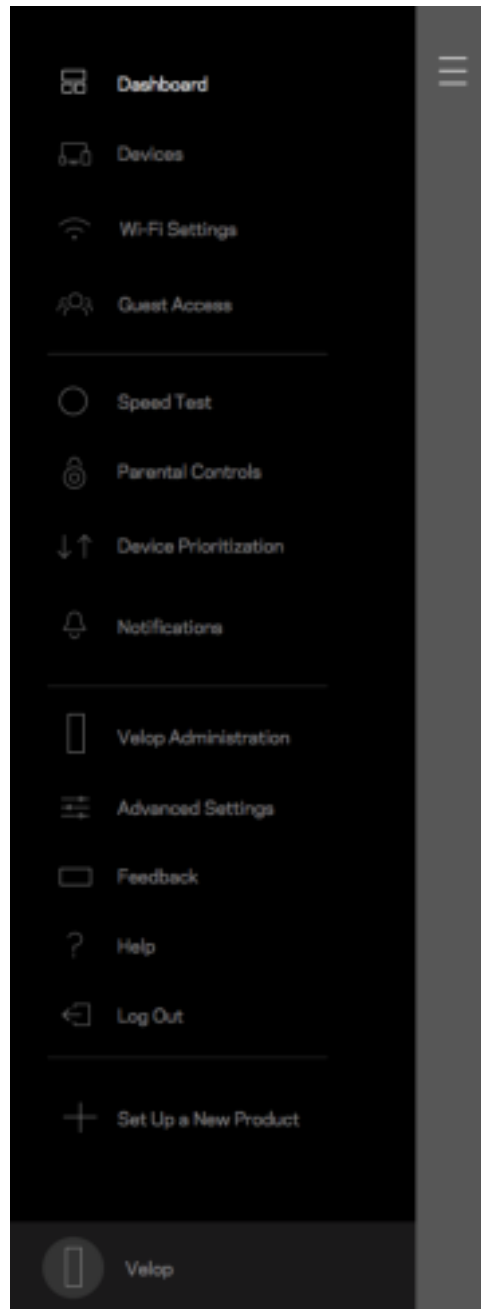 Dashboard
Devices
Wi-Fi Settings
Guest Access
Speed Test
Parental Controls
Device Prioritization
Notifications
Velop Administration
Advanced Settings
Feedback
Help
Log Out
Set Up a New Product
Velop